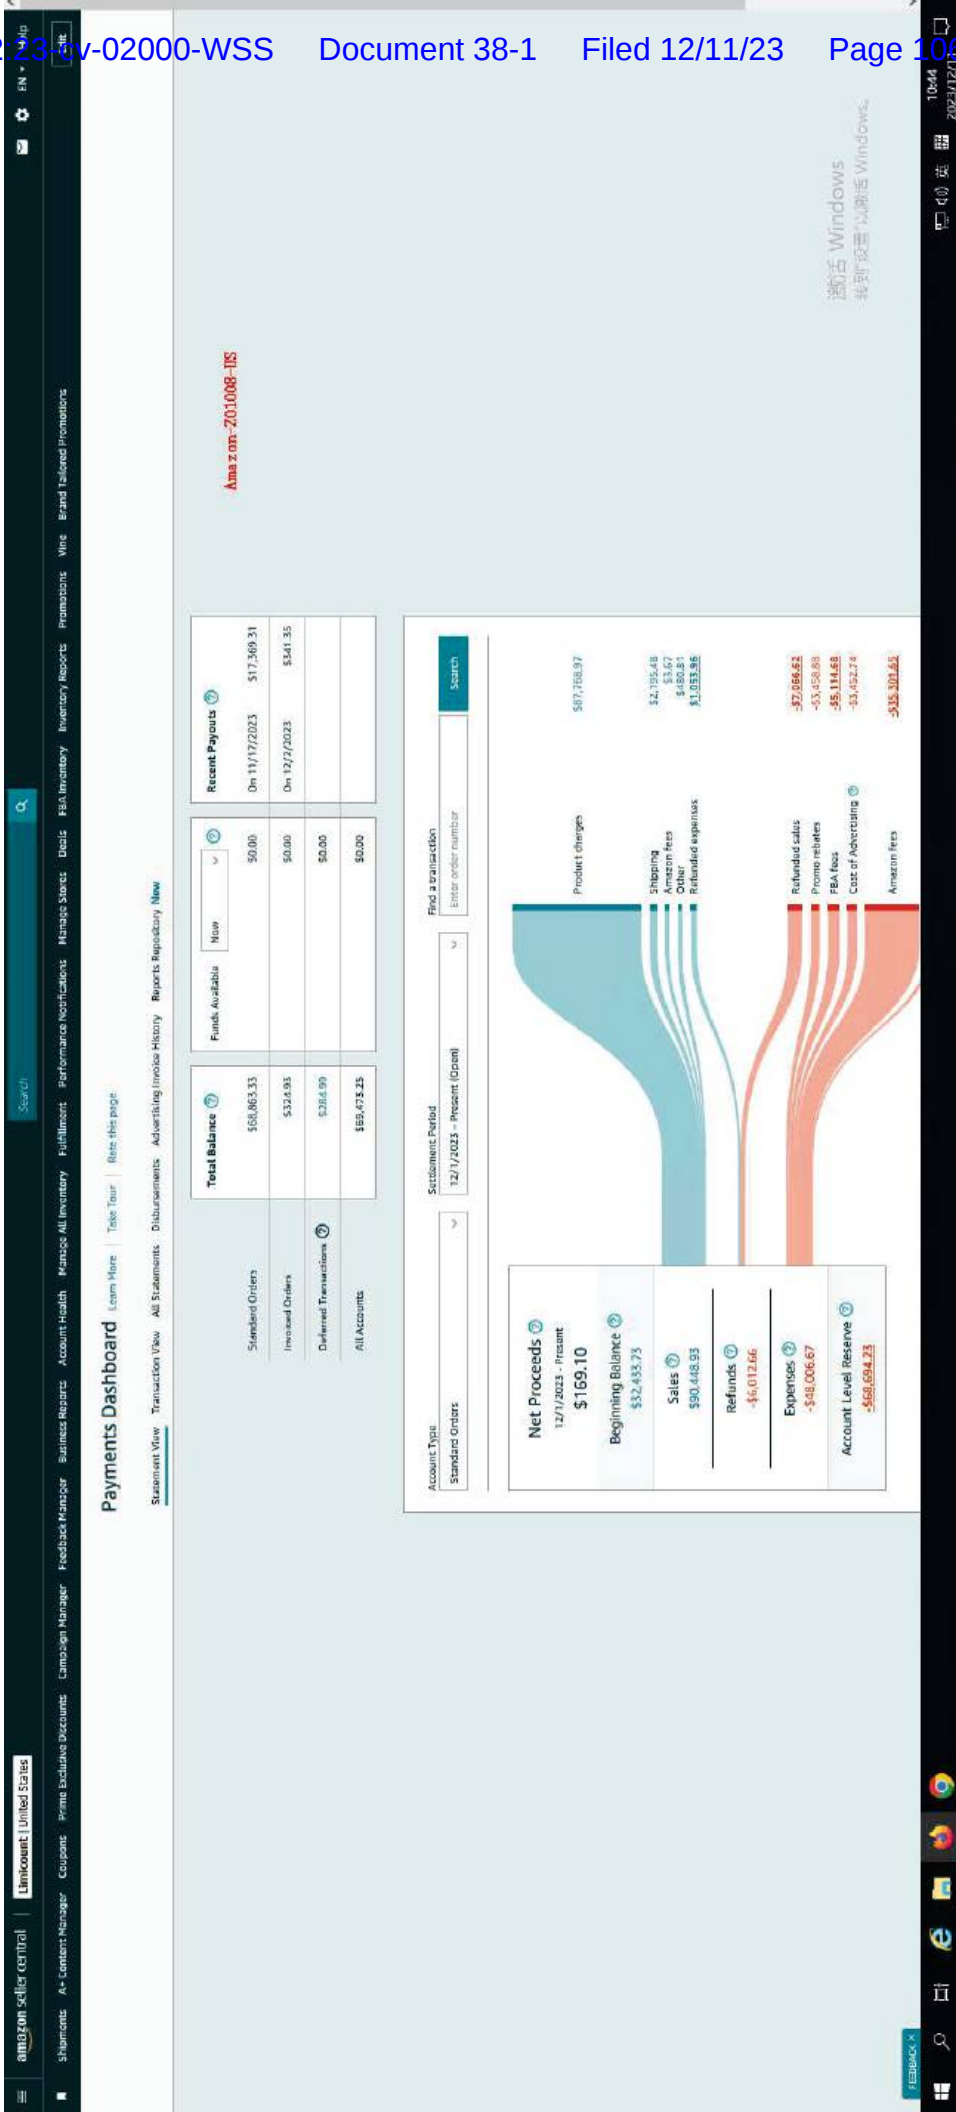 2:23-cv-02000-WSS Document 38-1 Filed 12/11/23 Page 106
amazon seller central | Limicount | United States Search EN Help
Shipments A+ Content Manager Coupons Prime Exclusive Discounts Campaign Manager Feedback Manager Business Reports Account Health Manage All Inventory Fulfillment Performance Notifications Manage Stores Deals FBA Inventory Inventory Reports Promotions Vine Brand Tailored Promotions
Payments Dashboard Learn More | Take Tour | Rate this page
Statement View Transaction View All Statements Disbursements Advertising Invoice History Reports Repository New
Total Balance Funds Available Now Recent Payouts
Amazon-Z01008-US
Standard Orders $68,863.33 $0.00 On 11/17/2023 $17,369.31
Invoiced Orders $324.93 $0.00 On 12/2/2023 $341.35
Deferred Transactions $284.99 $0.00
All Accounts $69,473.25 $0.00
Account Type Settlement Period Find a transaction
Standard Orders 12/1/2023 - Present (Open) Enter order number Search
Net Proceeds
12/1/2023 - Present
$169.10
Beginning Balance
$32,433.73
Sales
$90,448.93
Refunds
-$6,012.66
Expenses
-$48,006.67
Account Level Reserve
-$68,694.23
Product charges $87,768.97
Shipping $2,195.48
Amazon fees $3.67
Other $480.81
Refunded expenses $1,053.96
Refunded sales -$7,066.62
Promo rebates -$3,458.88
FBA fees -$5,114.68
Cost of Advertising -$3,452.74
Amazon fees -$35,301.65
激活 Windows
转到"设置"以激活 Windows。
FEEDBACK X
英
10:44